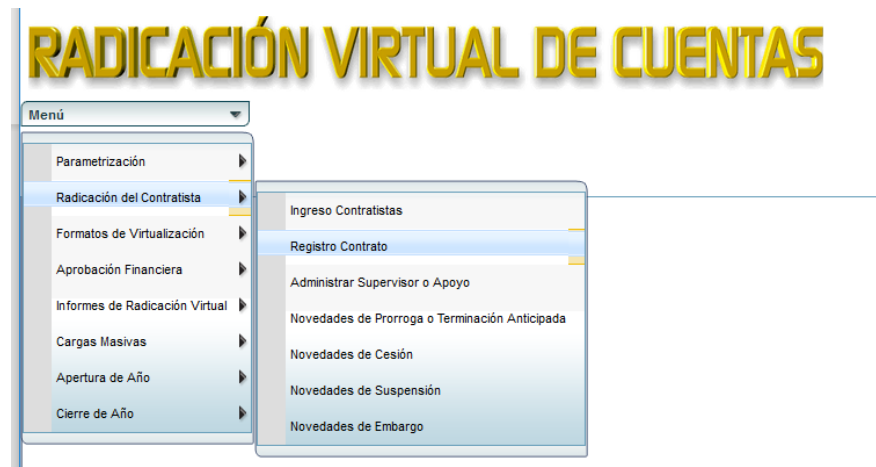 RADICACIÓN VIRTUAL DE CUENTAS
Menú
Parametrización
Radicación del Contratista
Formatos de Virtualización
Aprobación Financiera
Informes de Radicación Virtual
Cargas Masivas
Apertura de Año
Cierre de Año
Ingreso Contratistas
Registro Contrato
Administrar Supervisor o Apoyo
Novedades de Prorroga o Terminación Anticipada
Novedades de Cesión
Novedades de Suspensión
Novedades de Embargo